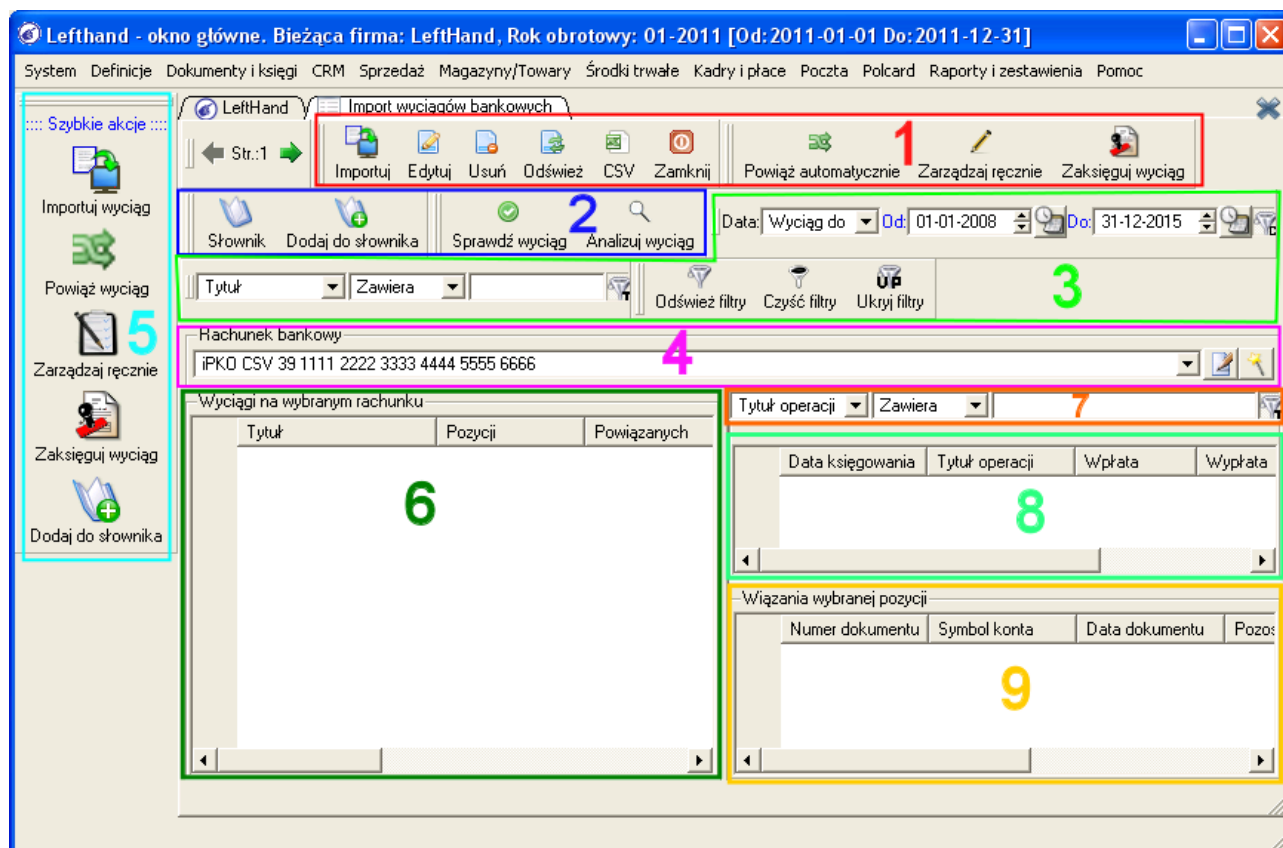 Lefthand - okno główne. Bieżąca firma: LeftHand, Rok obrotowy: 01-2011 [Od:2011-01-01 Do:2011-12-31]
System Definicje Dokumenty i księgi CRM Sprzedaż Magazyny/Towary Środki trwałe Kadry i płace Poczta Polcard Raporty i zestawienia Pomoc
:::: Szybkie akcje ::::
Importuj wyciąg
Powiąż wyciąg
5
Zarządzaj ręcznie
Zaksięguj wyciąg
Dodaj do słownika
LeftHand Import wyciągów bankowych
Str.:1
Importuj Edytuj Usuń Odśwież CSV Zamknij Powiąż automatycznie Zarządzaj ręcznie Zaksięguj wyciąg
1
Słownik Dodaj do słownika Sprawdź wyciąg Analizuj wyciąg
2
Data: Wyciąg do Od: 01-01-2008 Do: 31-12-2015
Tytuł Zawiera
Odśwież filtry Czyść filtry Ukryj filtry
UP
3
Rachunek bankowy
iPKO CSV 39 1111 2222 3333 4444 5555 6666
4
Wyciągi na wybranym rachunku
Tytuł Pozycji Powiązanych
6
Tytuł operacji Zawiera
7
Data księgowania Tytuł operacji Wpłata Wypłata
8
Wiązania wybranej pozycji
Numer dokumentu Symbol konta Data dokumentu Pozos
9